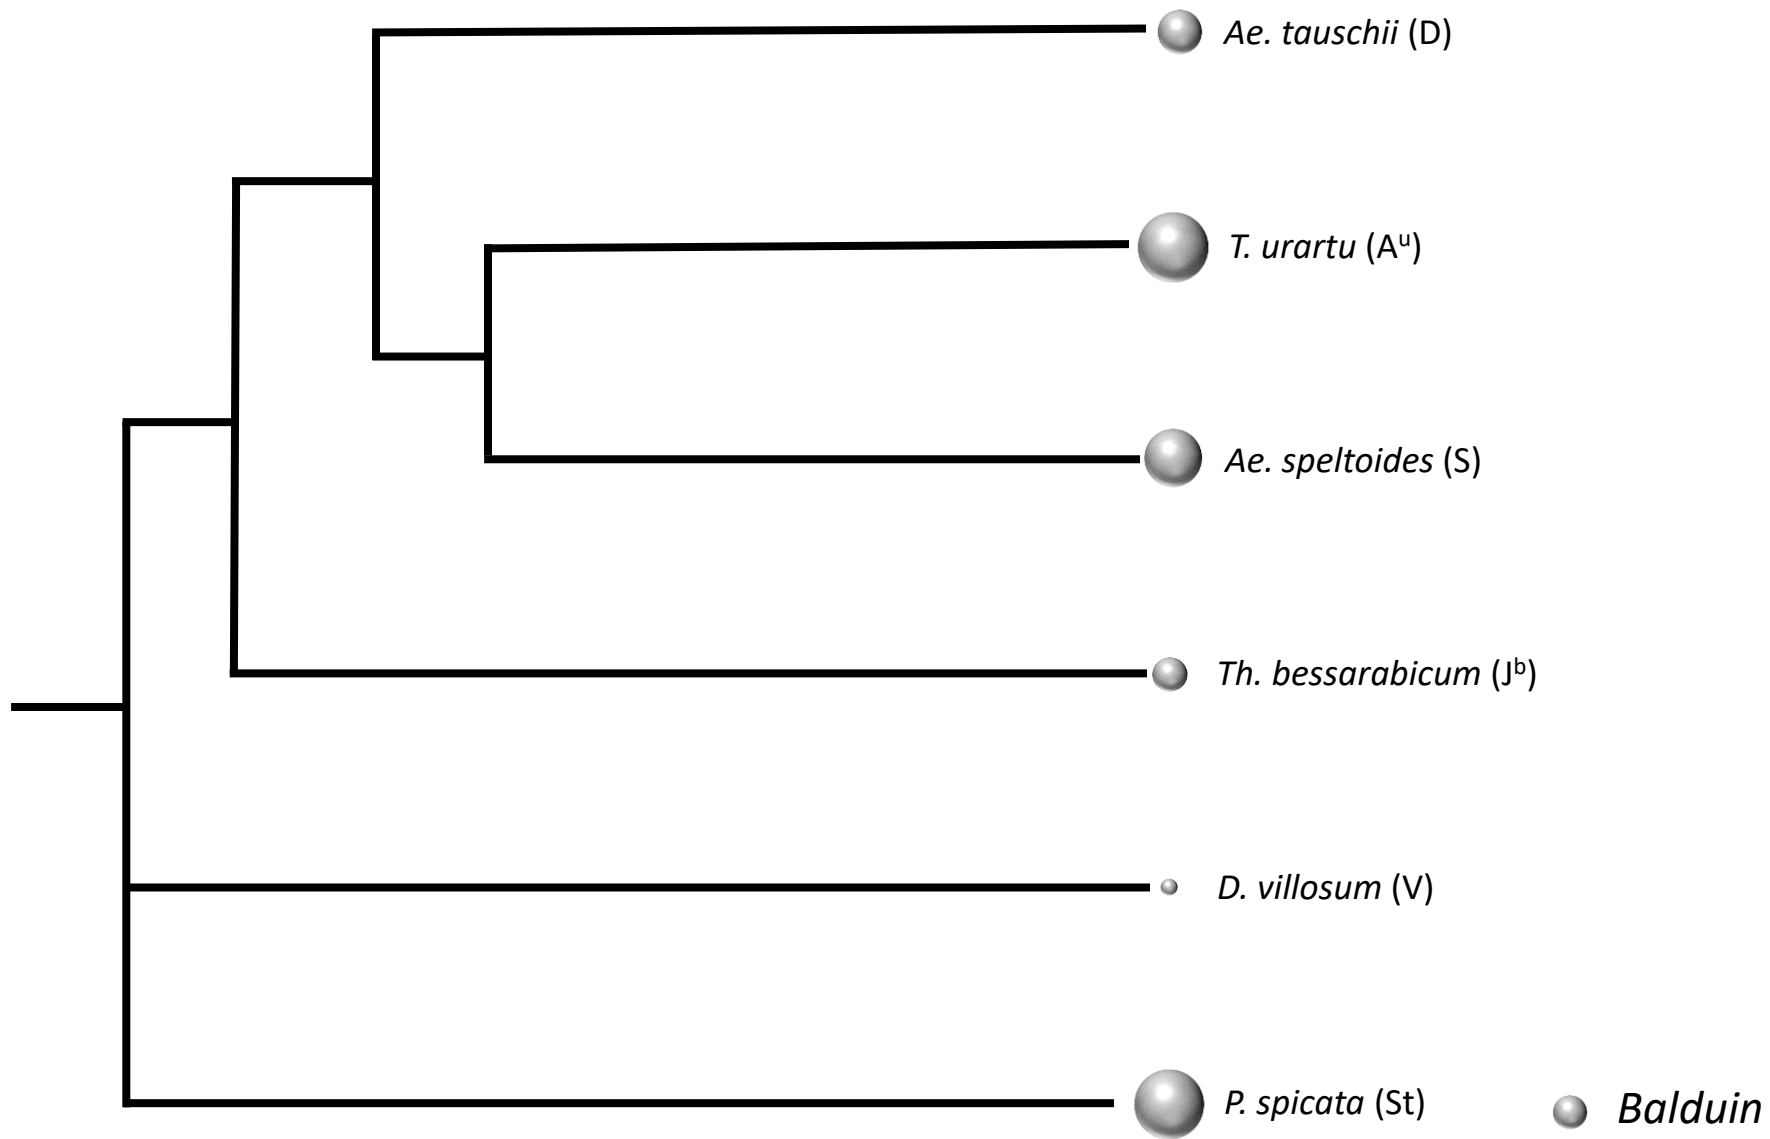 Ae. tauschii (D)
T. urartu (Aᵘ)
Ae. speltoides (S)
Th. bessarabicum (Jᵇ)
D. villosum (V)
P. spicata (St)
Balduin